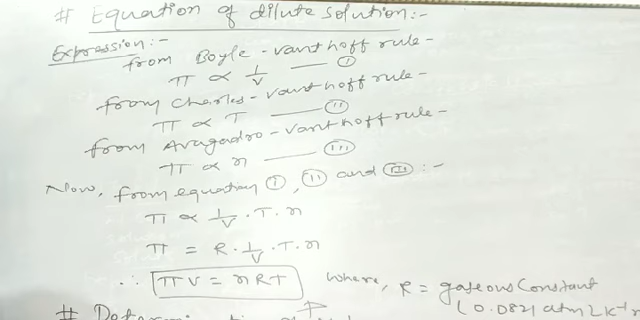 # Equation of dilute solution:-
Expression:-
from Boyle-vant hoff rule-
π ∝ 1/V —— (I)
from Charles-vant hoff rule-
π ∝ T —— (II)
from Avagadro-vant hoff rule-
π ∝ n —— (III)
Now, from equation (I), (II) and (III):-
π ∝ 1/V . T . n
π = R . 1/V . T . n
∴ πV = nRT where, R = gaseous Constant
(0.0821 atm L K⁻¹
#